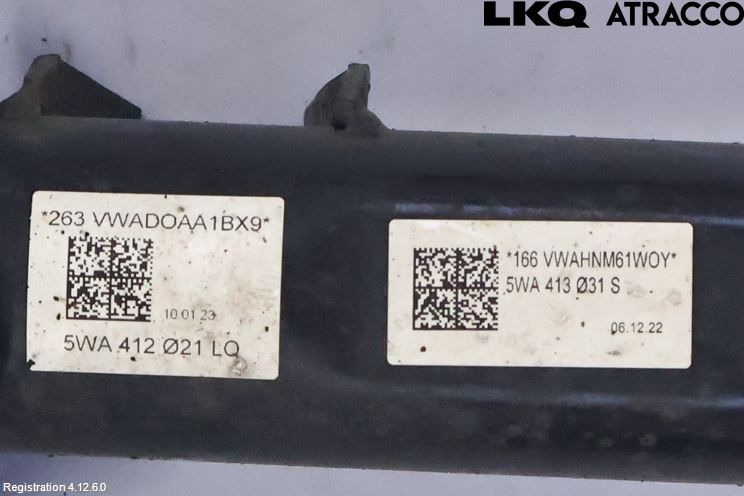 LKQ ATRACCO
*263 VWADOAA1BX9*
10 01 23
5WA 412 Ø21 LQ
*166 VWAHNM61WOY*
5WA 413 Ø31 S
06.12.22
Registration 4.12.6.0